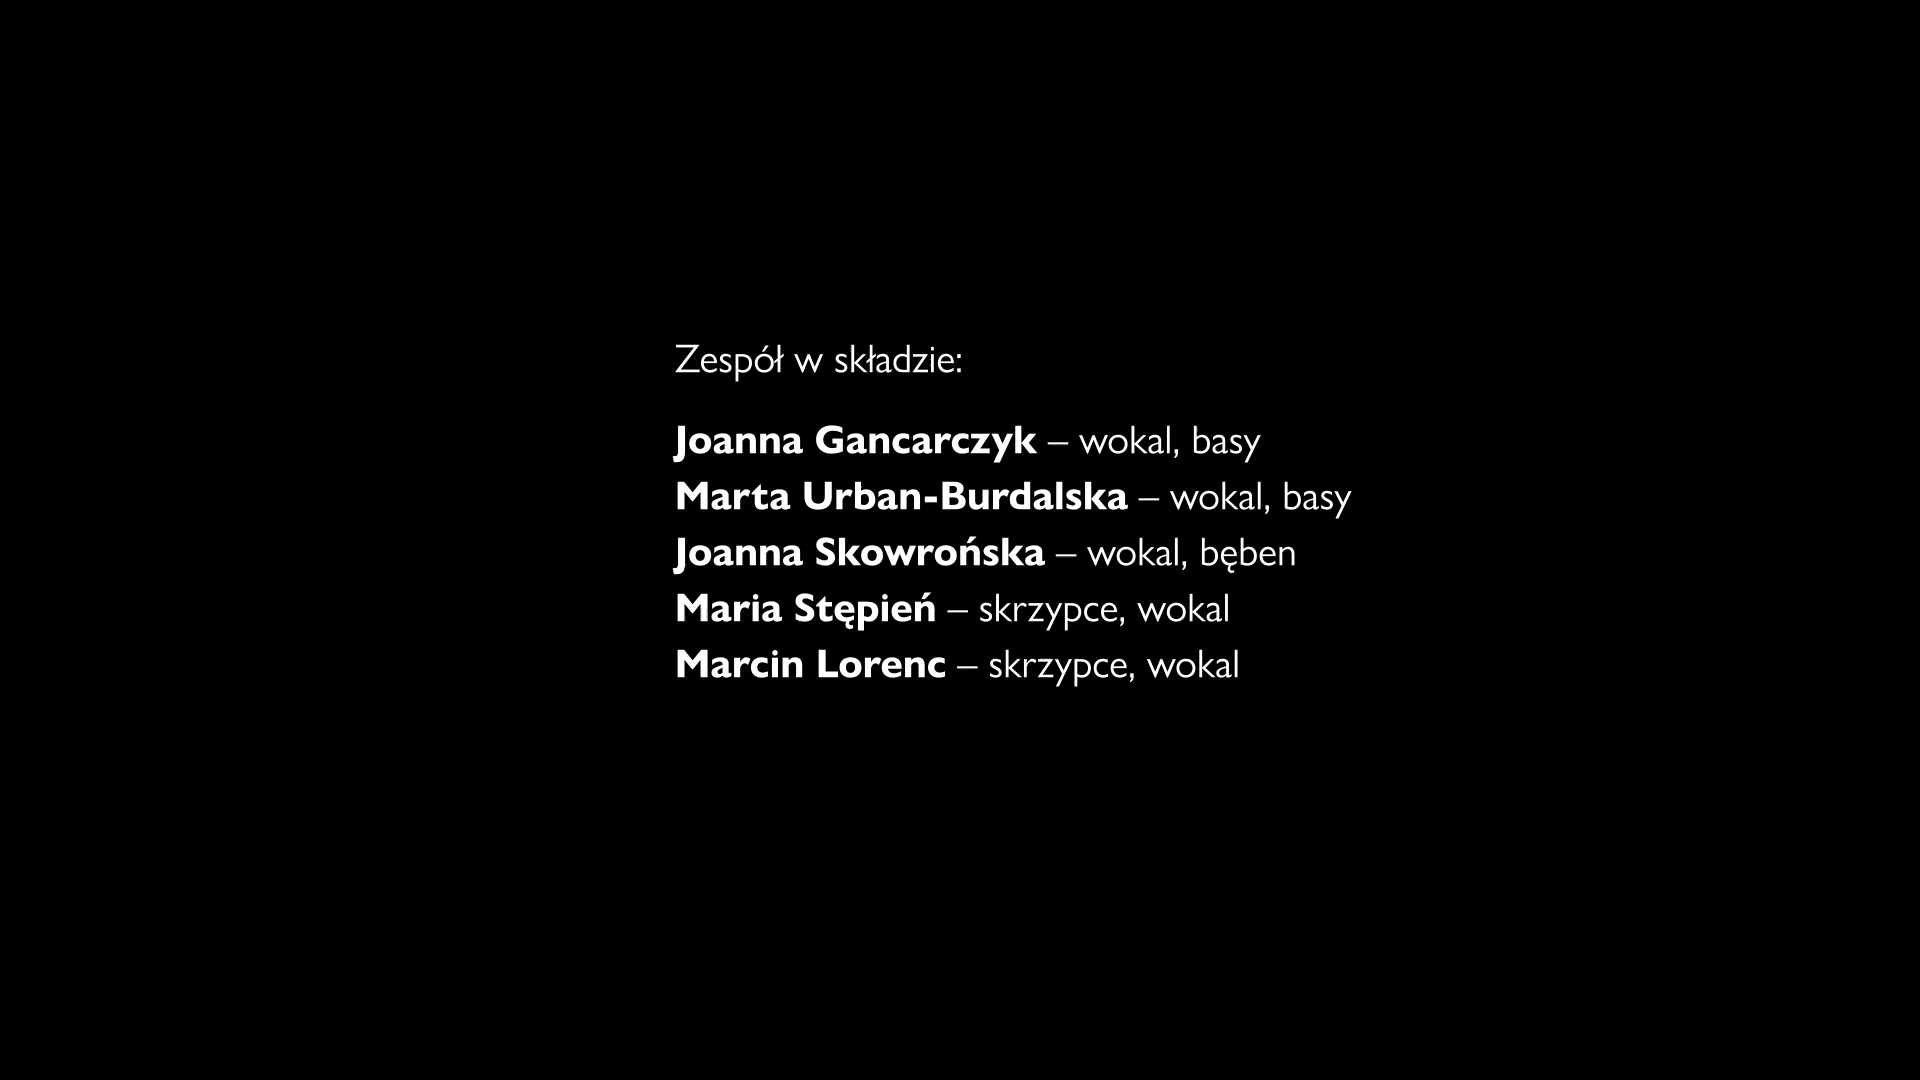 Zespół w składzie:
Joanna Gancarczyk – wokal, basy
Marta Urban-Burdalska – wokal, basy
Joanna Skowrońska – wokal, bęben
Maria Stępień – skrzypce, wokal
Marcin Lorenc – skrzypce, wokal